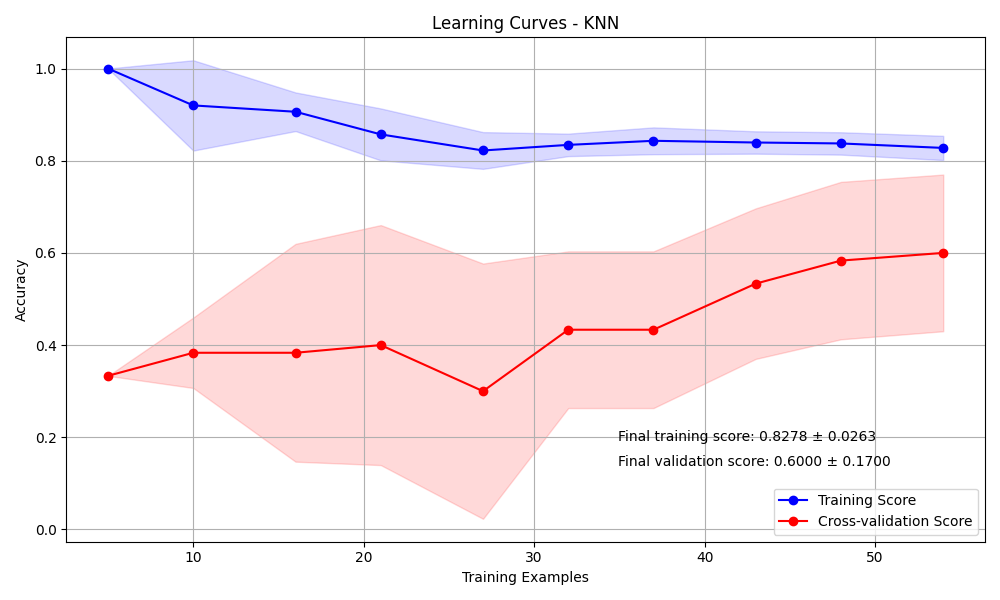 Learning Curves - KNN
1.0
0.8
0.6
0.4
0.2
0.0
Accuracy
Final training score: 0.8278 ± 0.0263
Final validation score: 0.6000 ± 0.1700
Training Score
Cross-validation Score
10
20
30
40
50
Training Examples